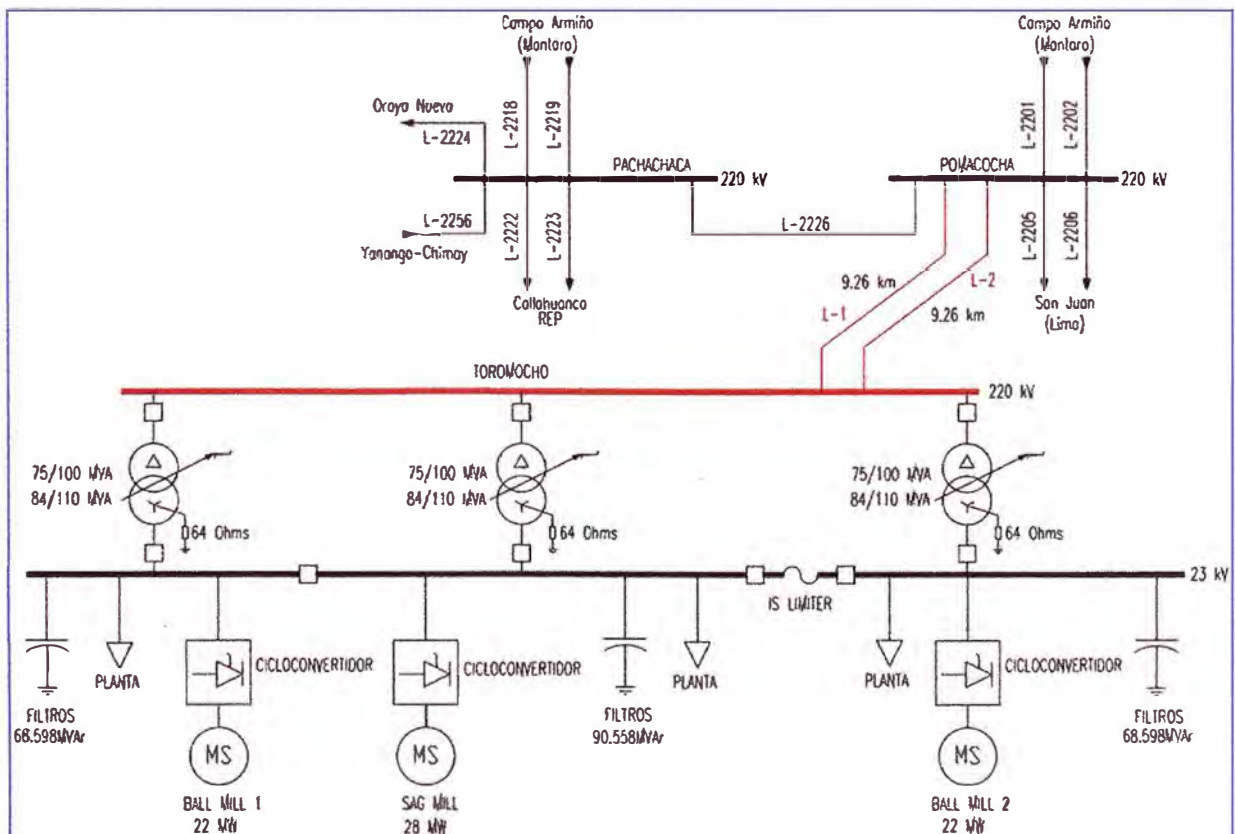 Campo Armiño
(Mantaro)
Campo Armiño
(Mantaro)
Oroya Nueva
L-2224
L-2218
L-2219
L-2201
L-2202
PACHACHACA
220 kV
POMACOCHA
220 kV
L-2256
Yanango-Chimay
L-2222
L-2223
L-2226
L-2205
L-2206
Callahuanca
REP
9.26 km
L-2
L-1
9.26 km
San Juan
(Lima)
TOROMOCHO
220 kV
75/100 MVA
84/110 MVA
64 Ohms
75/100 MVA
84/110 MVA
64 Ohms
75/100 MVA
84/110 MVA
64 Ohms
23 kV
IS LIMITER
PLANTA
CICLOCONVERTIDOR
CICLOCONVERTIDOR
PLANTA
PLANTA
CICLOCONVERTIDOR
FILTROS
68.598MVAr
MS
MS
FILTROS
90.558MVAr
MS
FILTROS
68.598MVAr
BALL MILL 1
22 MW
SAG MILL
28 MW
BALL MILL 2
22 MW